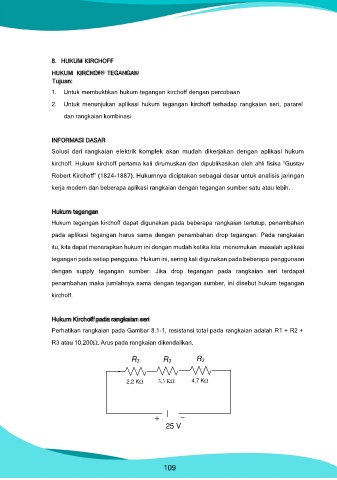 8. HUKUM KIRCHOFF
HUKUM KIRCHOFF TEGANGAN
Tujuan:
1. Untuk membuktikan hukum tegangan kirchoff dengan percobaan
2. Untuk menunjukan aplikasi hukum tegangan kirchoff terhadap rangkaian seri, pararel
dan rangkaian kombinasi.
INFORMASI DASAR
Solusi dari rangkaian elektrik komplek akan mudah dikerjakan dengan aplikasi hukum
kirchoff. Hukum kirchoff pertama kali dirumuskan dan dipublikasikan oleh ahli fisika "Gustav
Robert Kirchoff" (1824-1887). Hukumnya diciptakan sebagai dasar untuk analisis jaringan
kerja modern dan beberapa aplikasi rangkaian dengan tegangan sumber satu atau lebih.
Hukum tegangan
Hukum tegangan kirchoff dapat digunakan pada beberapa rangkaian tertutup, penambahan
pada aplikasi tegangan harus sama dengan penambahan drop tegangan. Pada rangkaian
itu, kita dapat menerapkan hukum ini dengan mudah ketika kita menemukan masalah aplikasi
tegangan pada setiap pengguna. Hukum ini, sering kali digunakan pada beberapa penggunaan
dengan supply tegangan sumber. Jika drop tegangan pada rangkaian seri terdapat
penambahan maka jumlahnya sama dengan tegangan sumber, ini disebut hukum tegangan
kirchoff.
Hukum Kirchoff pada rangkaian seri
Perhatikan rangkaian pada Gambar 8.1-1, resistansi total pada rangkaian adalah R1 + R2 +
R3 atau 10,200Ω. Arus pada rangkaian dikendalikan.
2,2 KΩ 3,3 KΩ 4,7 KΩ
+ −
25 V
109